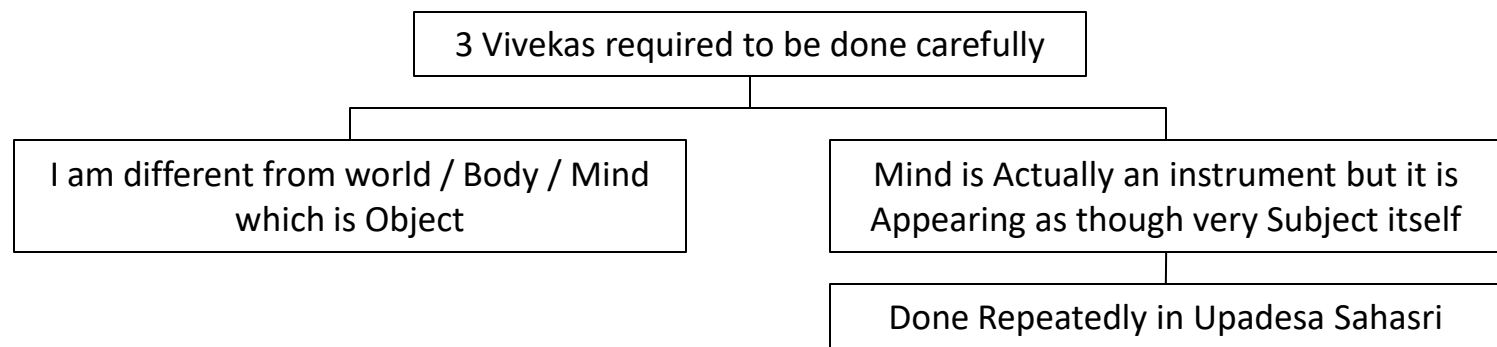 3 Vivekas required to be done carefully
I am different from world / Body / Mind
which is Object
Mind is Actually an instrument but it is
Appearing as though very Subject itself
Done Repeatedly in Upadesa Sahasri